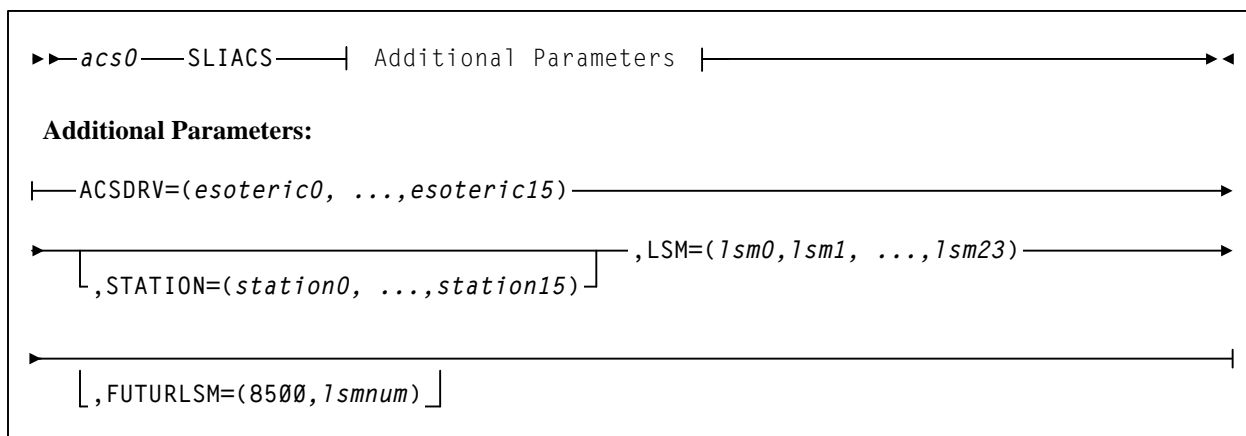 acs0 SLIACS Additional Parameters
Additional Parameters:
ACSDRV=(esoteric0, ...,esoteric15)
,LSM=(lsm0,lsm1, ...,lsm23)
,STATION=(station0, ...,station15)
,FUTURLSM=(8500,lsmnum)